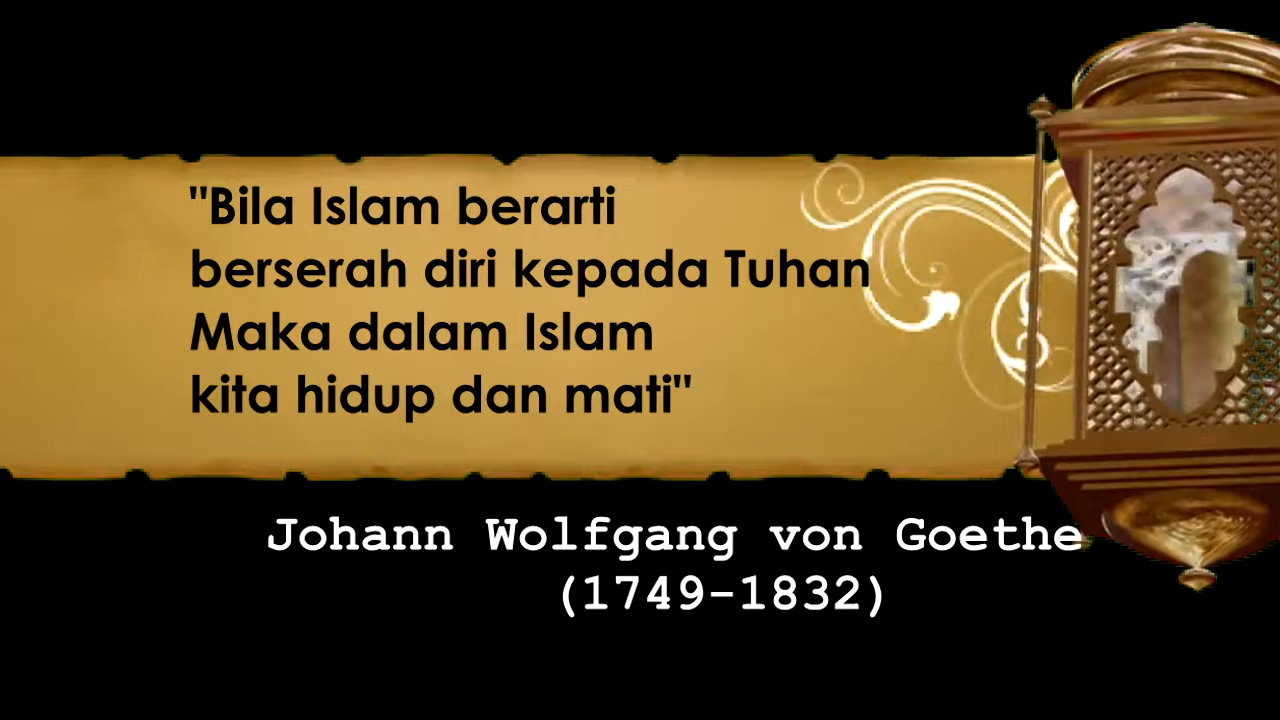 "Bila Islam berarti
berserah diri kepada Tuhan
Maka dalam Islam
kita hidup dan mati"
Johann Wolfgang von Goethe
(1749-1832)